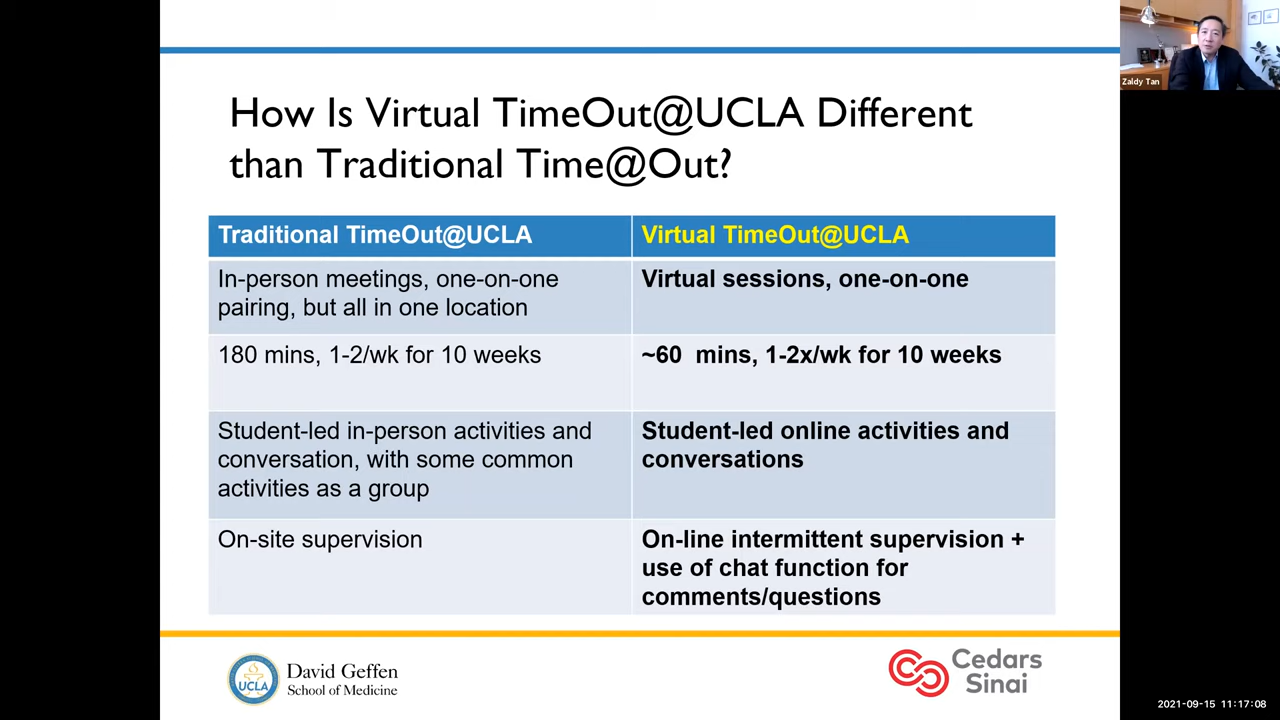 How Is Virtual TimeOut@UCLA Different
than Traditional Time@Out?
Traditional TimeOut@UCLA
Virtual TimeOut@UCLA
In-person meetings, one-on-one
pairing, but all in one location
Virtual sessions, one-on-one
180 mins, 1-2/wk for 10 weeks
~60 mins, 1-2x/wk for 10 weeks
Student-led in-person activities and
conversation, with some common
activities as a group
Student-led online activities and
conversations
On-site supervision
On-line intermittent supervision +
use of chat function for
comments/questions
UCLA
David Geffen
School of Medicine
Cedars
Sinai
Zaldy Tan
2021-09-15 11:17:08